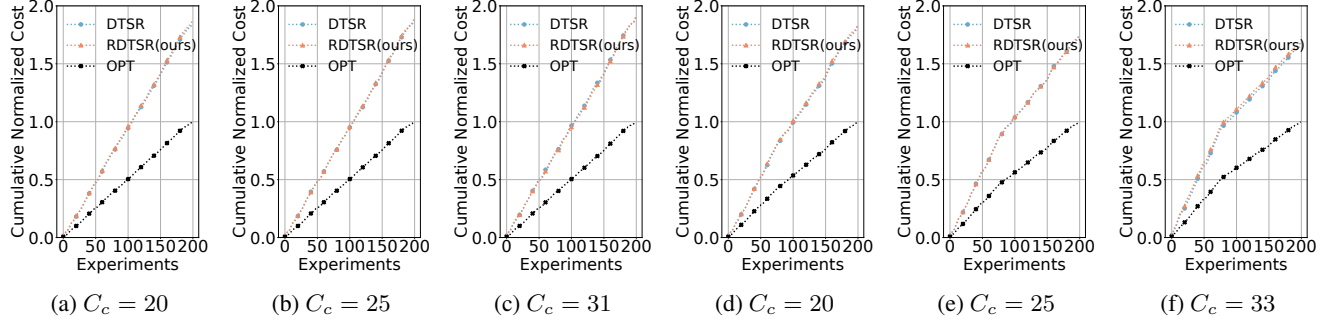 Cumulative Normalized Cost
2.0
1.5
1.0
0.5
0.0
DTSR
RDTSR(ours)
OPT
0 50 100 150 200
Experiments
(a) C_c = 20
Cumulative Normalized Cost
2.0
1.5
1.0
0.5
0.0
DTSR
RDTSR(ours)
OPT
0 50 100 150 200
Experiments
(b) C_c = 25
Cumulative Normalized Cost
2.0
1.5
1.0
0.5
0.0
DTSR
RDTSR(ours)
OPT
0 50 100 150 200
Experiments
(c) C_c = 31
Cumulative Normalized Cost
2.0
1.5
1.0
0.5
0.0
DTSR
RDTSR(ours)
OPT
0 50 100 150 200
Experiments
(d) C_c = 20
Cumulative Normalized Cost
2.0
1.5
1.0
0.5
0.0
DTSR
RDTSR(ours)
OPT
0 50 100 150 200
Experiments
(e) C_c = 25
Cumulative Normalized Cost
2.0
1.5
1.0
0.5
0.0
DTSR
RDTSR(ours)
OPT
0 50 100 150 200
Experiments
(f) C_c = 33